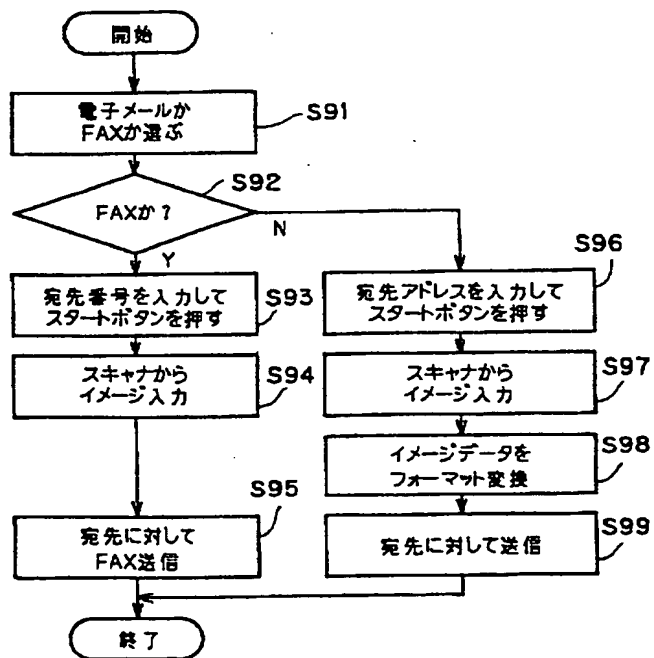 開始
電子メールか
FAXか選ぶ
S91
FAXか？
S92
N
Y
宛先番号を入力して
スタートボタンを押す
S93
スキャナから
イメージ入力
S94
宛先に対して
FAX送信
S95
宛先アドレスを入力して
スタートボタンを押す
S96
スキャナから
イメージ入力
S97
イメージデータを
フォーマット変換
S98
宛先に対して送信
S99
終了